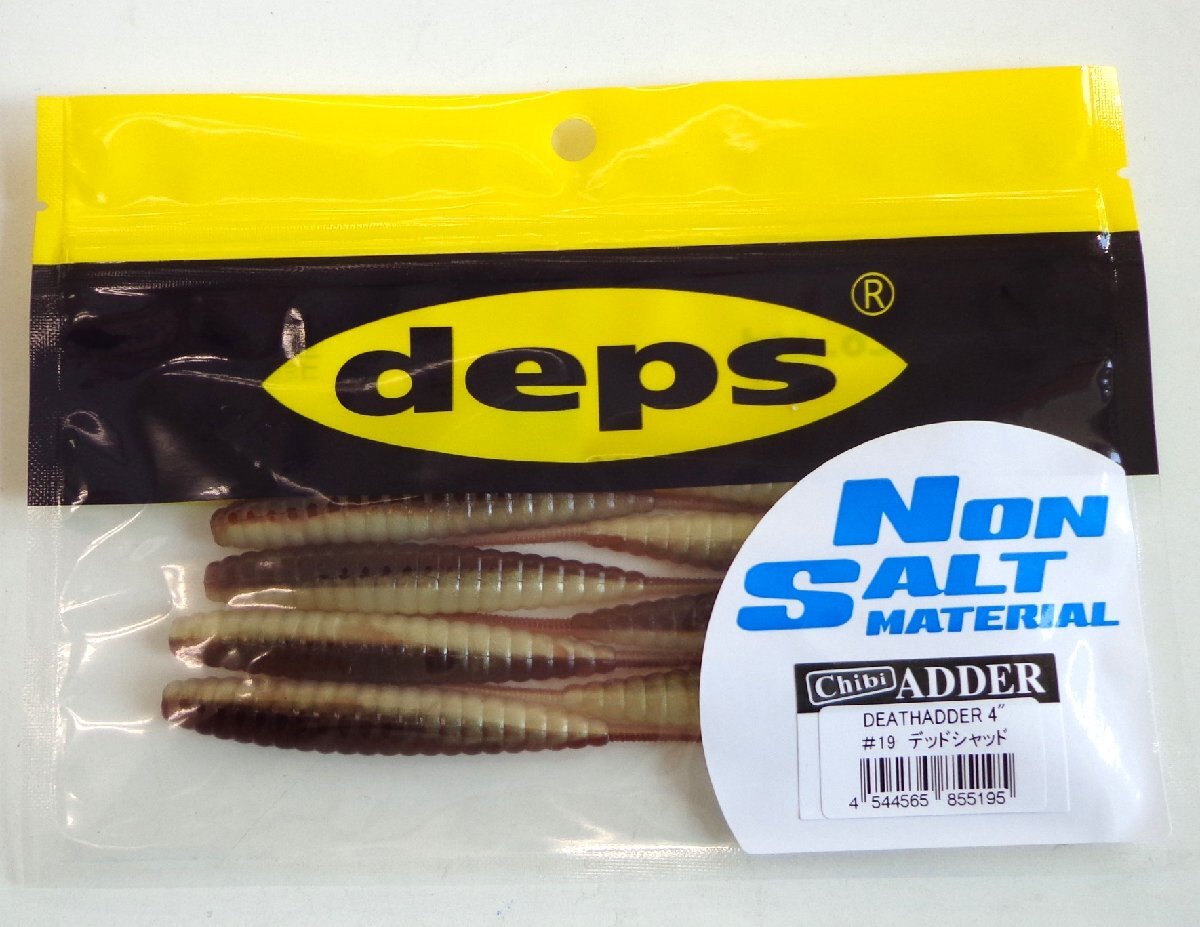 deps®
NON
SALT
MATERIAL
Chibi ADDER
DEATHADDER 4"
#19 デッドシャッド
4 544565 855195